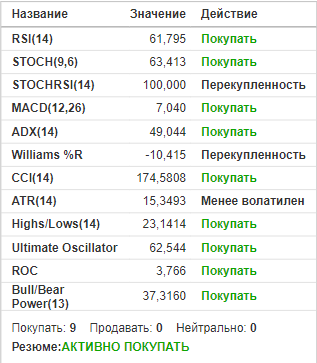 Название Значение Действие
RSI(14) 61,795 Покупать
STOCH(9,6) 63,413 Покупать
STOCHRSI(14) 100,000 Перекупленность
MACD(12,26) 7,040 Покупать
ADX(14) 49,044 Покупать
Williams %R -10,415 Перекупленность
CCI(14) 174,5808 Покупать
ATR(14) 15,3493 Менее волатилен
Highs/Lows(14) 23,1414 Покупать
Ultimate Oscillator 62,544 Покупать
ROC 3,766 Покупать
Bull/Bear
Power(13) 37,3160 Покупать
Покупать: 9 Продавать: 0 Нейтрально: 0
Резюме:АКТИВНО ПОКУПАТЬ